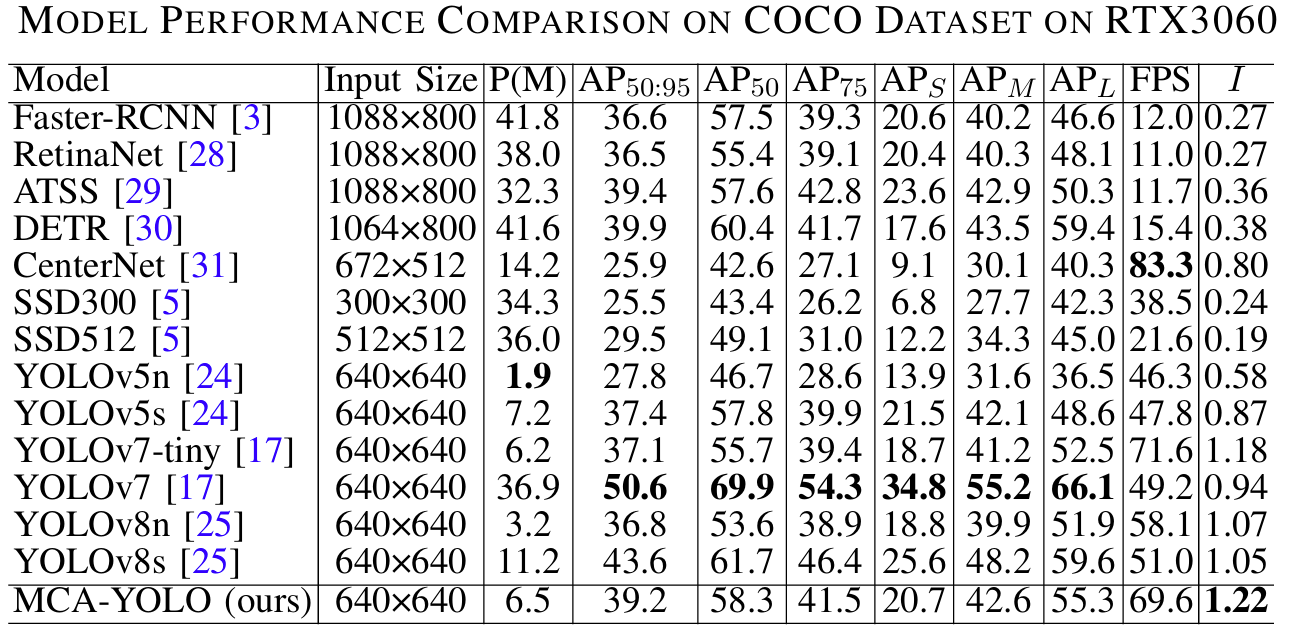 MODEL PERFORMANCE COMPARISON ON COCO DATASET ON RTX3060
Model Input Size P(M) AP50:95 AP50 AP75 APS APM APL FPS I
Faster-RCNN [3] 1088×800 41.8 36.6 57.5 39.3 20.6 40.2 46.6 12.0 0.27
RetinaNet [28] 1088×800 38.0 36.5 55.4 39.1 20.4 40.3 48.1 11.0 0.27
ATSS [29] 1088×800 32.3 39.4 57.6 42.8 23.6 42.9 50.3 11.7 0.36
DETR [30] 1064×800 41.6 39.9 60.4 41.7 17.6 43.5 59.4 15.4 0.38
CenterNet [31] 672×512 14.2 25.9 42.6 27.1 9.1 30.1 40.3 83.3 0.80
SSD300 [5] 300×300 34.3 25.5 43.4 26.2 6.8 27.7 42.3 38.5 0.24
SSD512 [5] 512×512 36.0 29.5 49.1 31.0 12.2 34.3 45.0 21.6 0.19
YOLOv5n [24] 640×640 1.9 27.8 46.7 28.6 13.9 31.6 36.5 46.3 0.58
YOLOv5s [24] 640×640 7.2 37.4 57.8 39.9 21.5 42.1 48.6 47.8 0.87
YOLOv7-tiny [17] 640×640 6.2 37.1 55.7 39.4 18.7 41.2 52.5 71.6 1.18
YOLOv7 [17] 640×640 36.9 50.6 69.9 54.3 34.8 55.2 66.1 49.2 0.94
YOLOv8n [25] 640×640 3.2 36.8 53.6 38.9 18.8 39.9 51.9 58.1 1.07
YOLOv8s [25] 640×640 11.2 43.6 61.7 46.4 25.6 48.2 59.6 51.0 1.05
MCA-YOLO (ours) 640×640 6.5 39.2 58.3 41.5 20.7 42.6 55.3 69.6 1.22